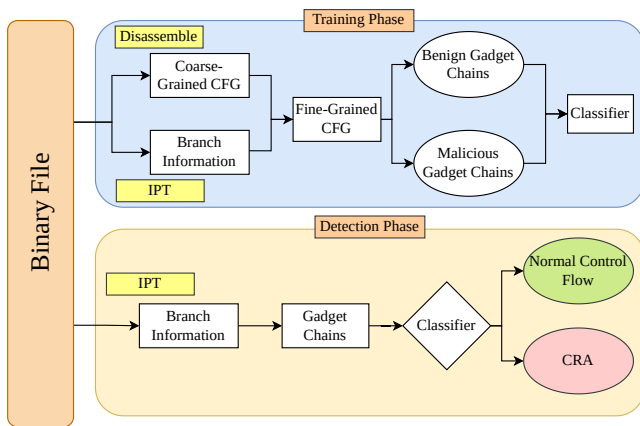 Binary File
Training Phase
Disassemble
Coarse-
Grained CFG
Branch
Information
IPT
Fine-Grained
CFG
Benign Gadget
Chains
Malicious
Gadget Chains
Classifier
Detection Phase
IPT
Branch
Information
Gadget
Chains
Classifier
Normal Control
Flow
CRA